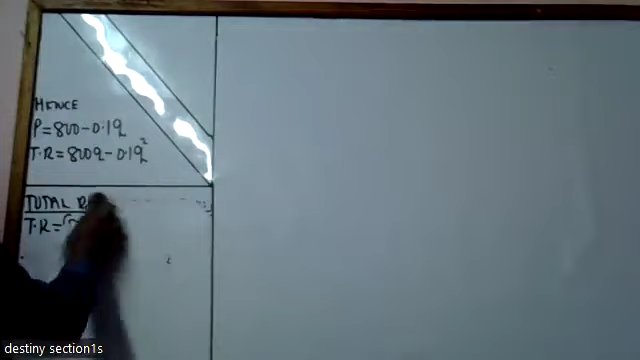 HENCE
P=800-0.1q
T.R=800q-0.1q²
TOTAL
T.R=
destiny section1s